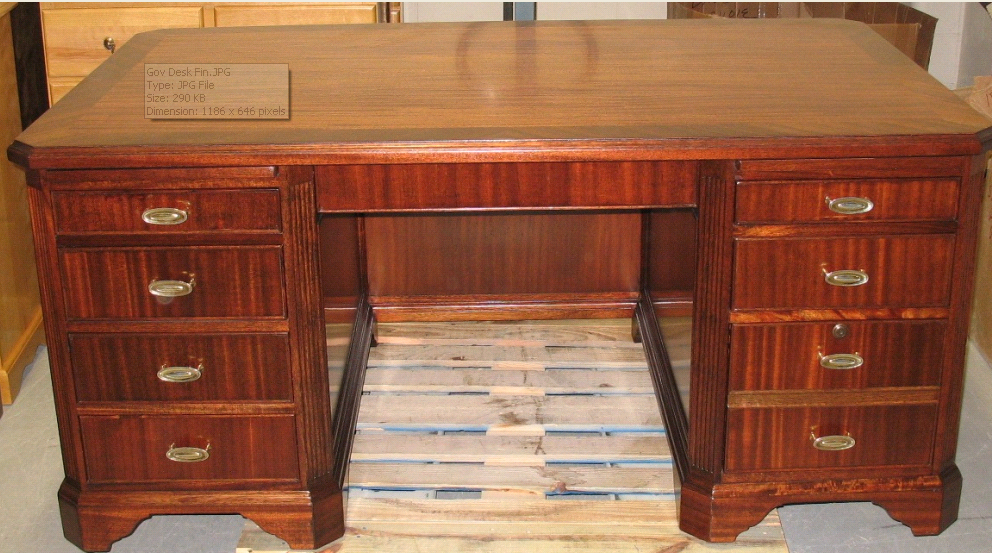 Gov Desk Fin.JPG
Type: JPG File
Size: 290 KB
Dimension: 1186 x 646 pixels